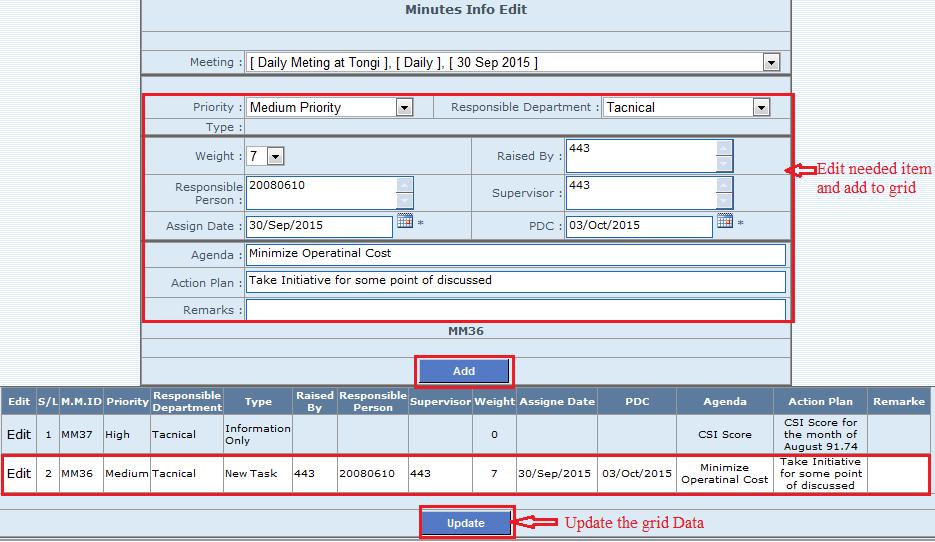 Minutes Info Edit
Meeting : [ Daily Meting at Tongi ], [ Daily ], [ 30 Sep 2015 ]
Priority : Medium Priority Responsible Department : Tacnical
Type :
Weight : 7 Raised By : 443
Responsible Person : 20080610 Supervisor : 443
Assign Date : 30/Sep/2015 * PDC : 03/Oct/2015 *
Agenda : Minimize Operatinal Cost
Action Plan : Take Initiative for some point of discussed
Remarks :
Edit needed item
and add to grid
MM36
Add
Edit S/L M.M.ID Priority Responsible Department Type Raised By Responsible Person Supervisor Weight Assigne Date PDC Agenda Action Plan Remarke
Edit 1 MM37 High Tacnical Information Only 0 CSI Score CSI Score for the month of August 91.74
Edit 2 MM36 Medium Tacnical New Task 443 20080610 443 7 30/Sep/2015 03/Oct/2015 Minimize Operatinal Cost Take Initiative for some point of discussed
Update Update the grid Data